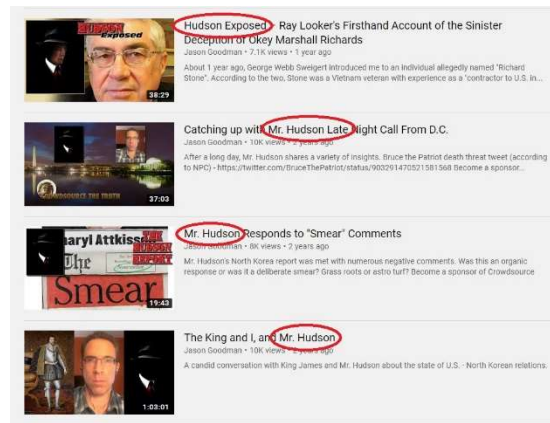 HUDSON
Exposed
38:29
Hudson Exposed - Ray Looker's Firsthand Account of the Sinister
Deception of Okey Marshall Richards
Jason Goodman • 7.1K views • 1 year ago
About 1 year ago, George Webb Sweigert introduced me to an individual allegedly named "Richard
Stone". According to the two, Stone was a Vietnam veteran with experience as a "contractor to U.S. in...
CROWDSOURCE THE TRUTH
37:03
Catching up with Mr. Hudson Late Night Call From D.C.
Jason Goodman • 10K views • 2 years ago
After a long day, Mr. Hudson shares a variety of insights. Bruce the Patriot death threat tweet (according
to NPC) - https://twitter.com/BruceThePatriot/status/903291470521581568 Become a sponsor...
haryl Attkisson
THE
HUDSON
REPORT
The
Smear
19:43
Mr. Hudson Responds to "Smear" Comments
Jason Goodman • 8K views • 2 years ago
Mr. Hudson's North Korea report was met with numerous negative comments. Was this an organic
response or was it a deliberate smear? Grass roots or astro turf? Become a sponsor of Crowdsource
1:03:01
The King and I, and Mr. Hudson
Jason Goodman • 10K views • 2 years ago
A candid conversation with King James and Mr. Hudson about the state of U.S. - North Korean relations.